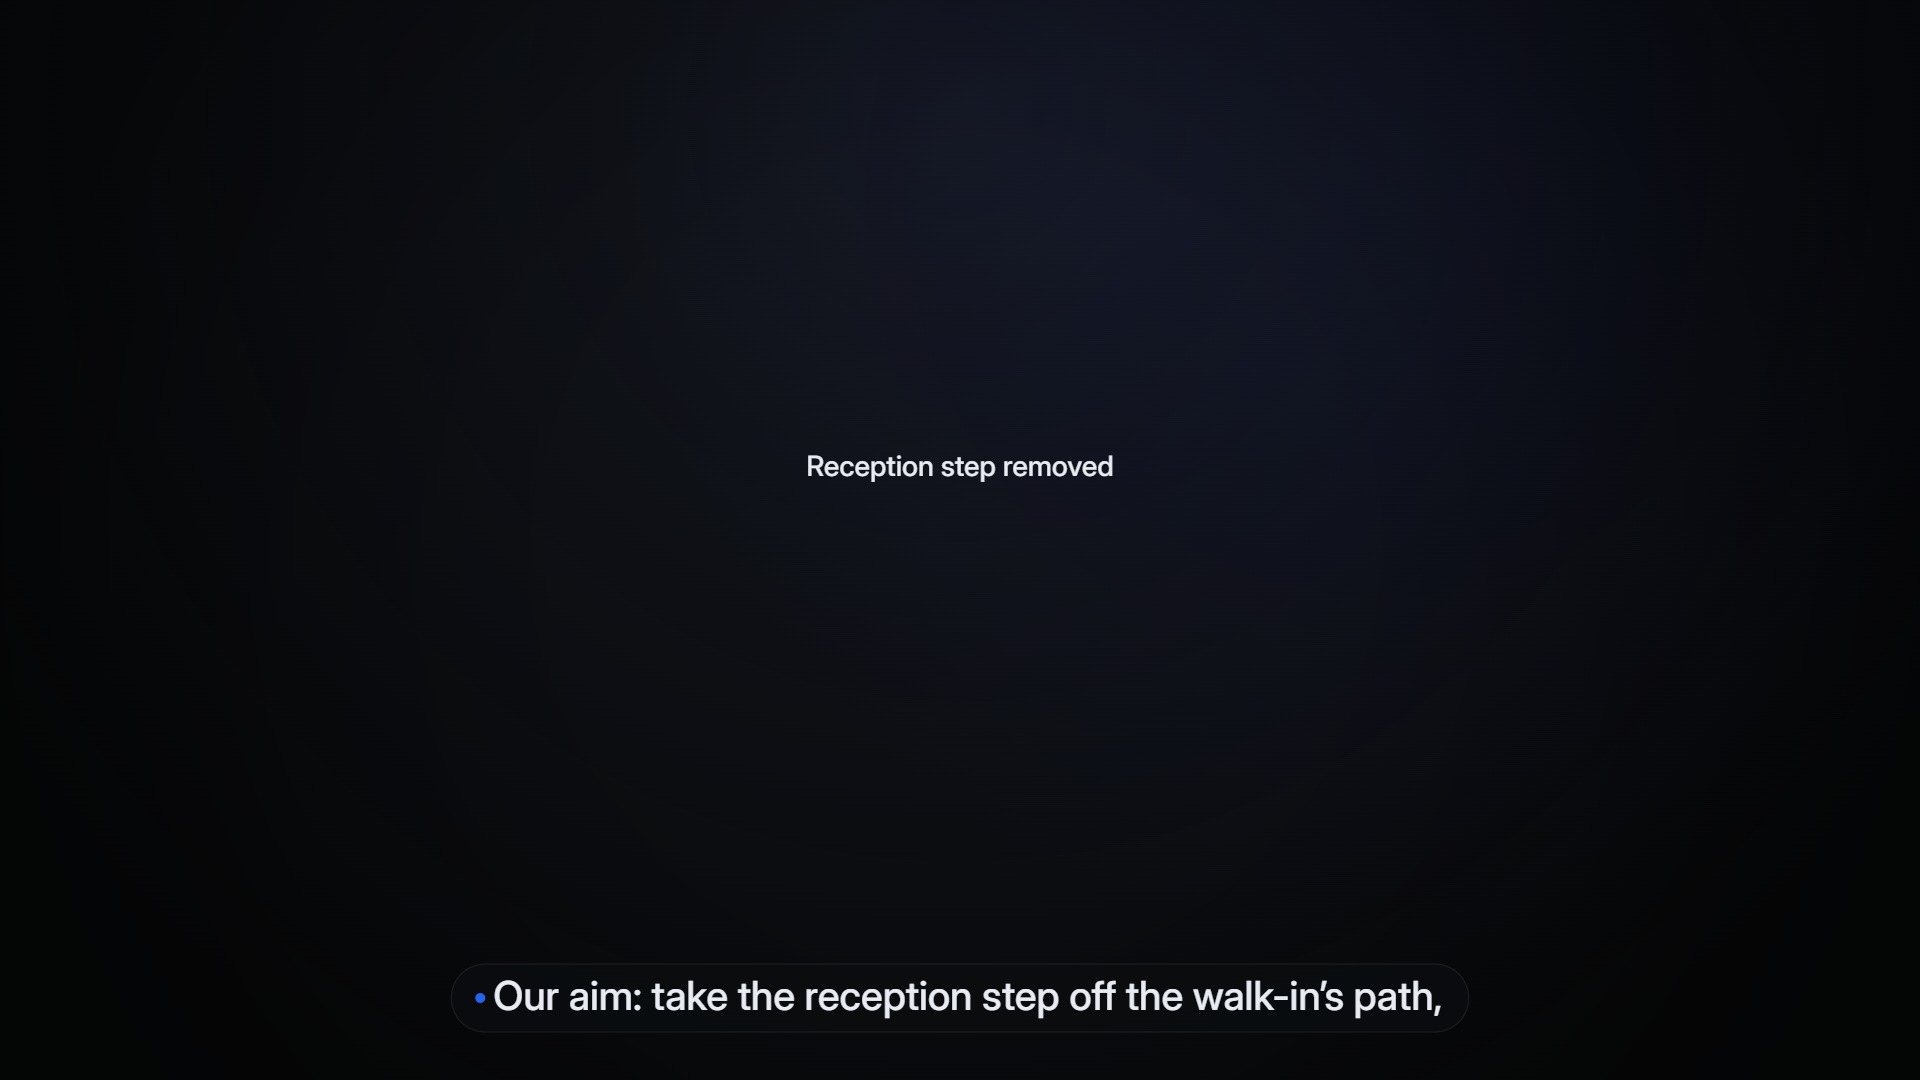 Reception step removed
Our aim: take the reception step off the walk-in’s path,